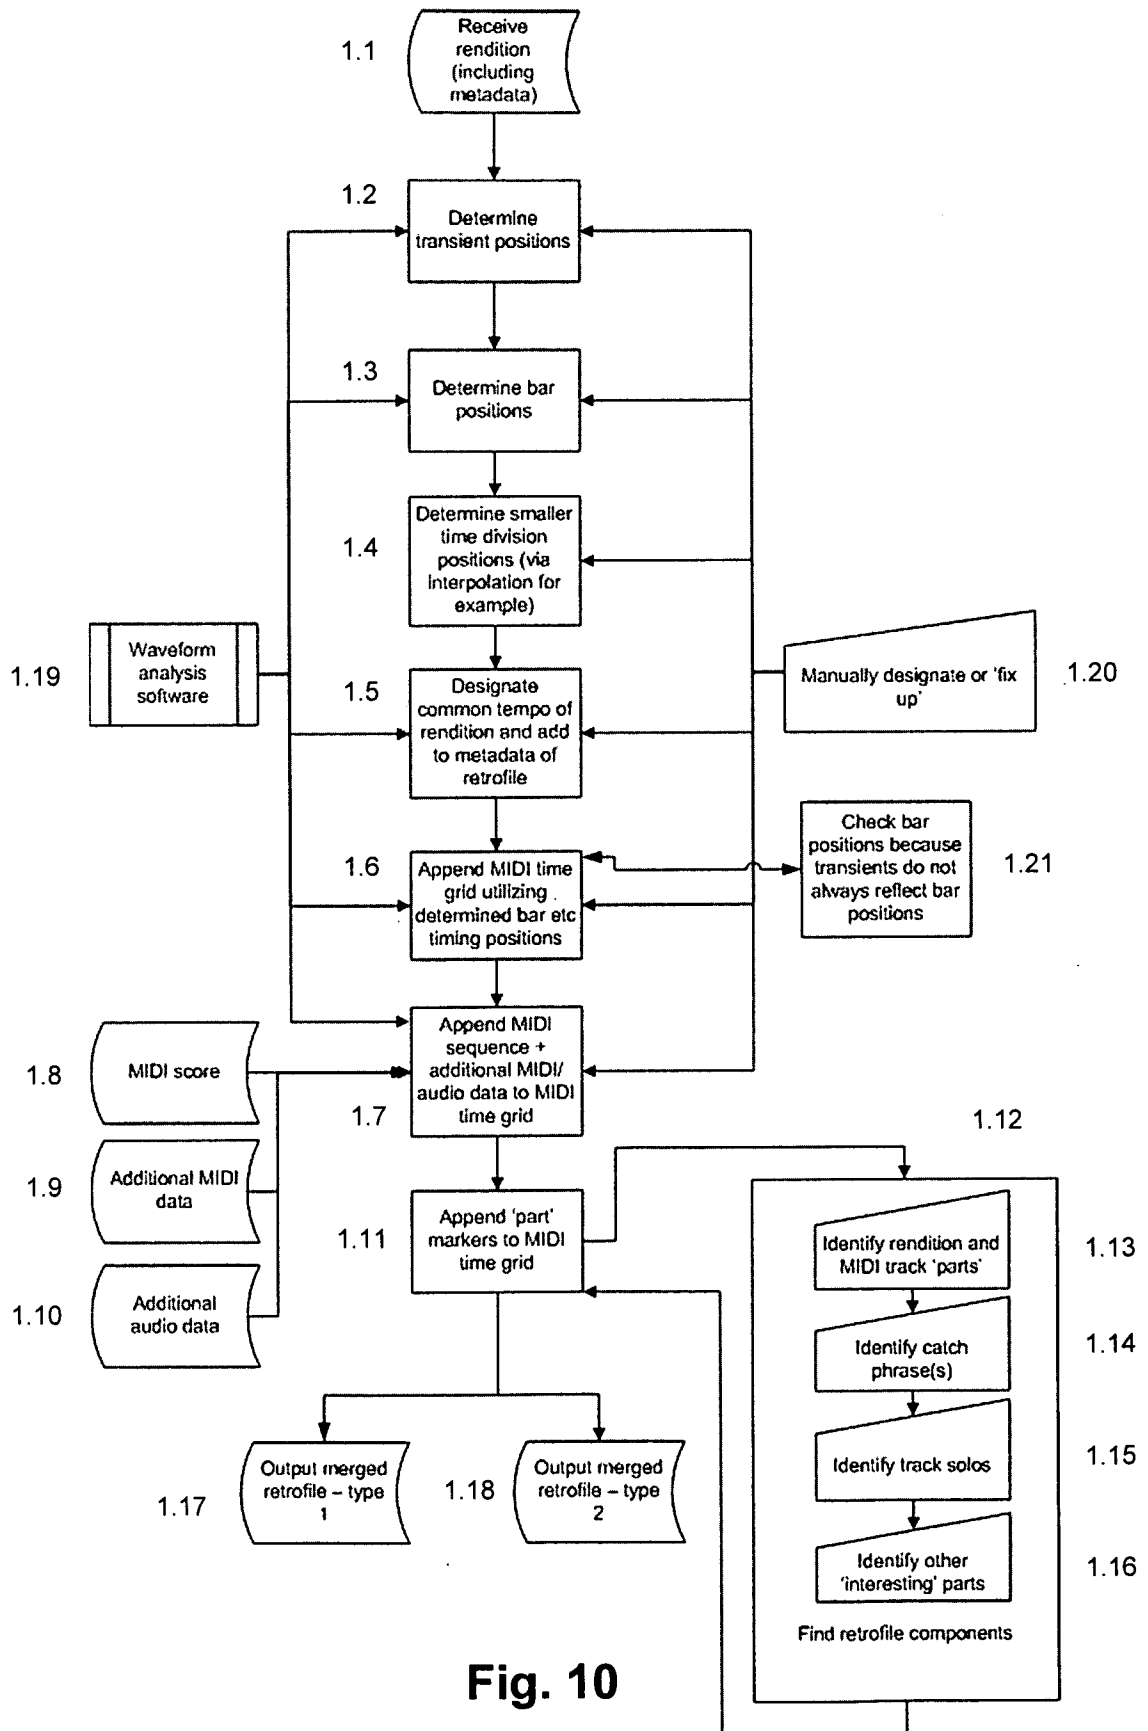 1.1
Receive
rendition
(including
metadata)
1.2
Determine
transient positions
1.3
Determine bar
positions
1.4
Determine smaller
time division
positions (via
interpolation for
example)
1.19
Waveform
analysis
software
1.5
Designate
common tempo of
rendition and add
to metadata of
retrofile
Manually designate or 'fix
up'
1.20
1.6
Append MIDI time
grid utilizing
determined bar etc
timing positions
Check bar
positions because
transients do not
always reflect bar
positions
1.21
1.8
MIDI score
1.7
Append MIDI
sequence +
additional MIDI/
audio data to MIDI
time grid
1.9
Additional MIDI
data
1.10
Additional
audio data
1.11
Append 'part'
markers to MIDI
time grid
1.12
Identify rendition and
MIDI track 'parts'
1.13
Identify catch
phrase(s)
1.14
Identify track solos
1.15
Identify other
'interesting' parts
1.16
Find retrofile components
1.17
Output merged
retrofile – type
1
1.18
Output merged
retrofile – type
2
Fig. 10